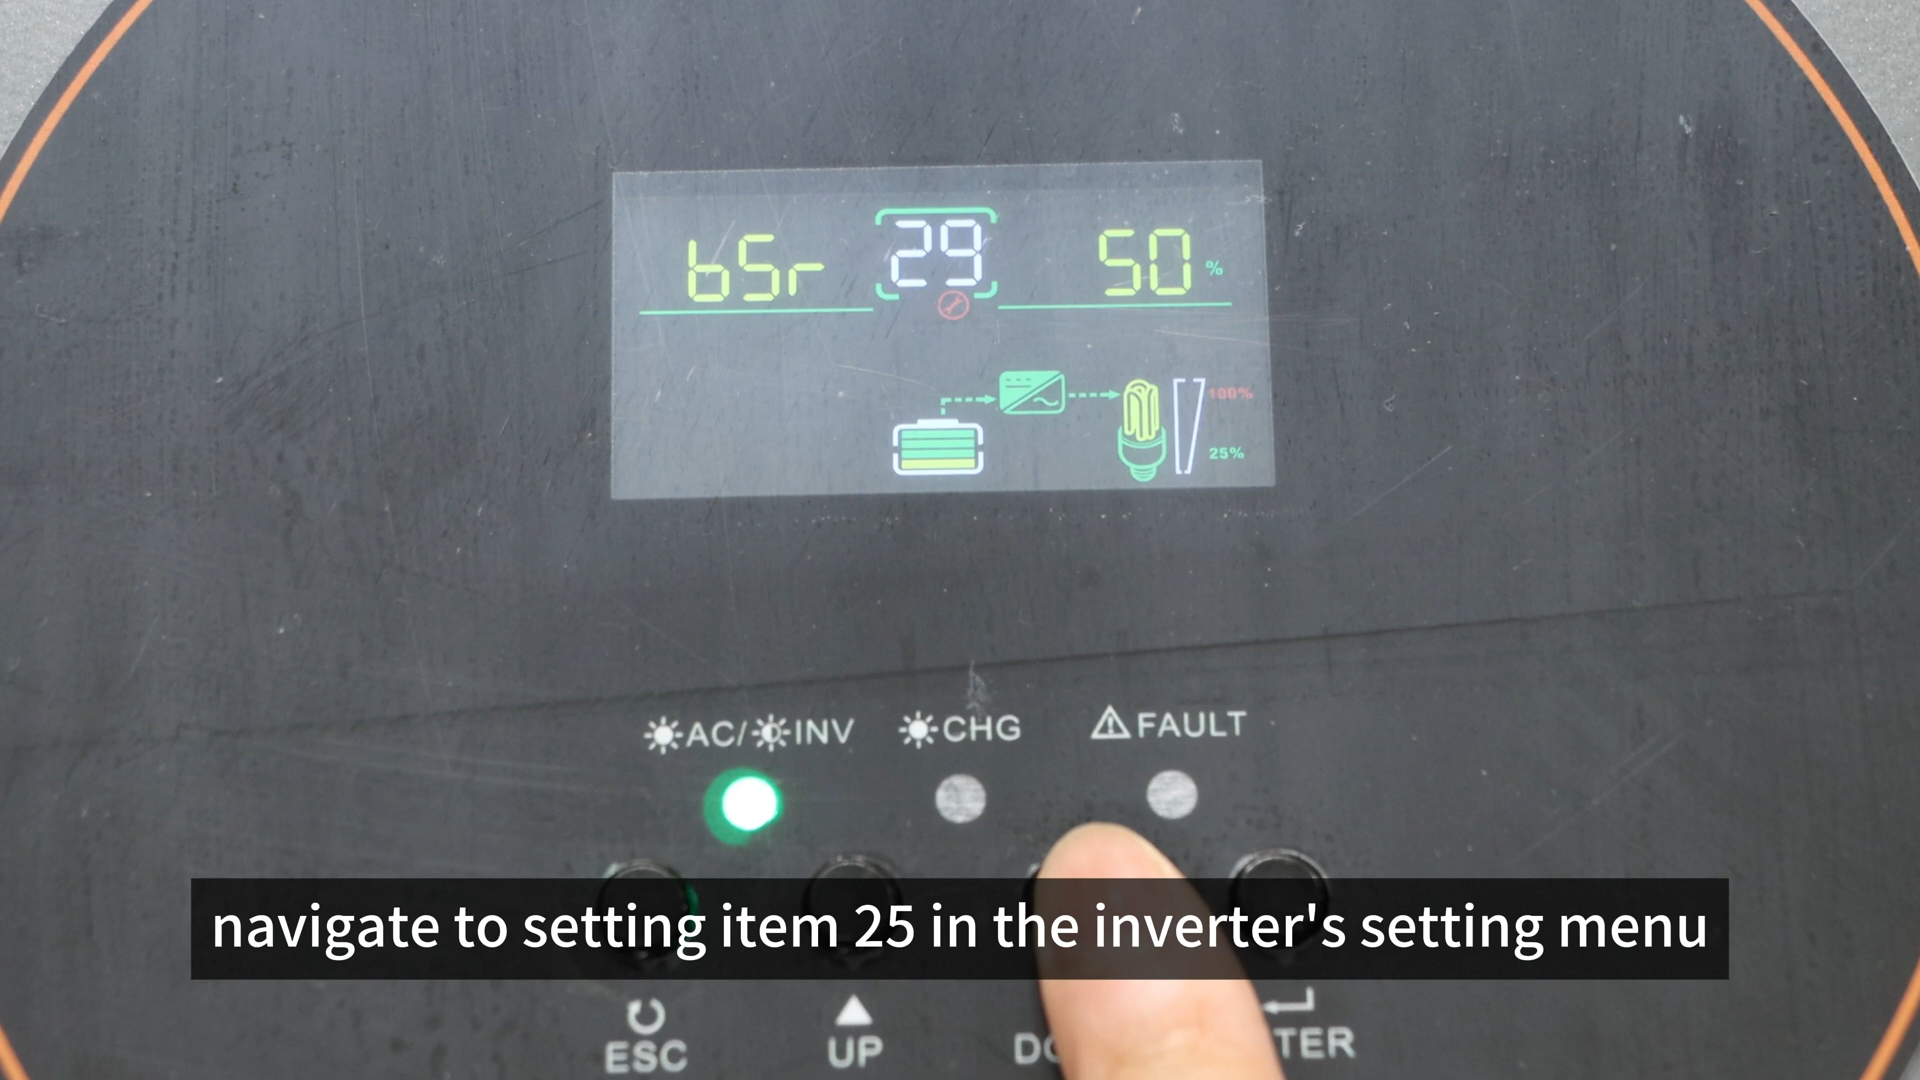 bSr 29 50 %
100%
25%
AC/ INV CHG FAULT
navigate to setting item 25 in the inverter's setting menu
ESC UP